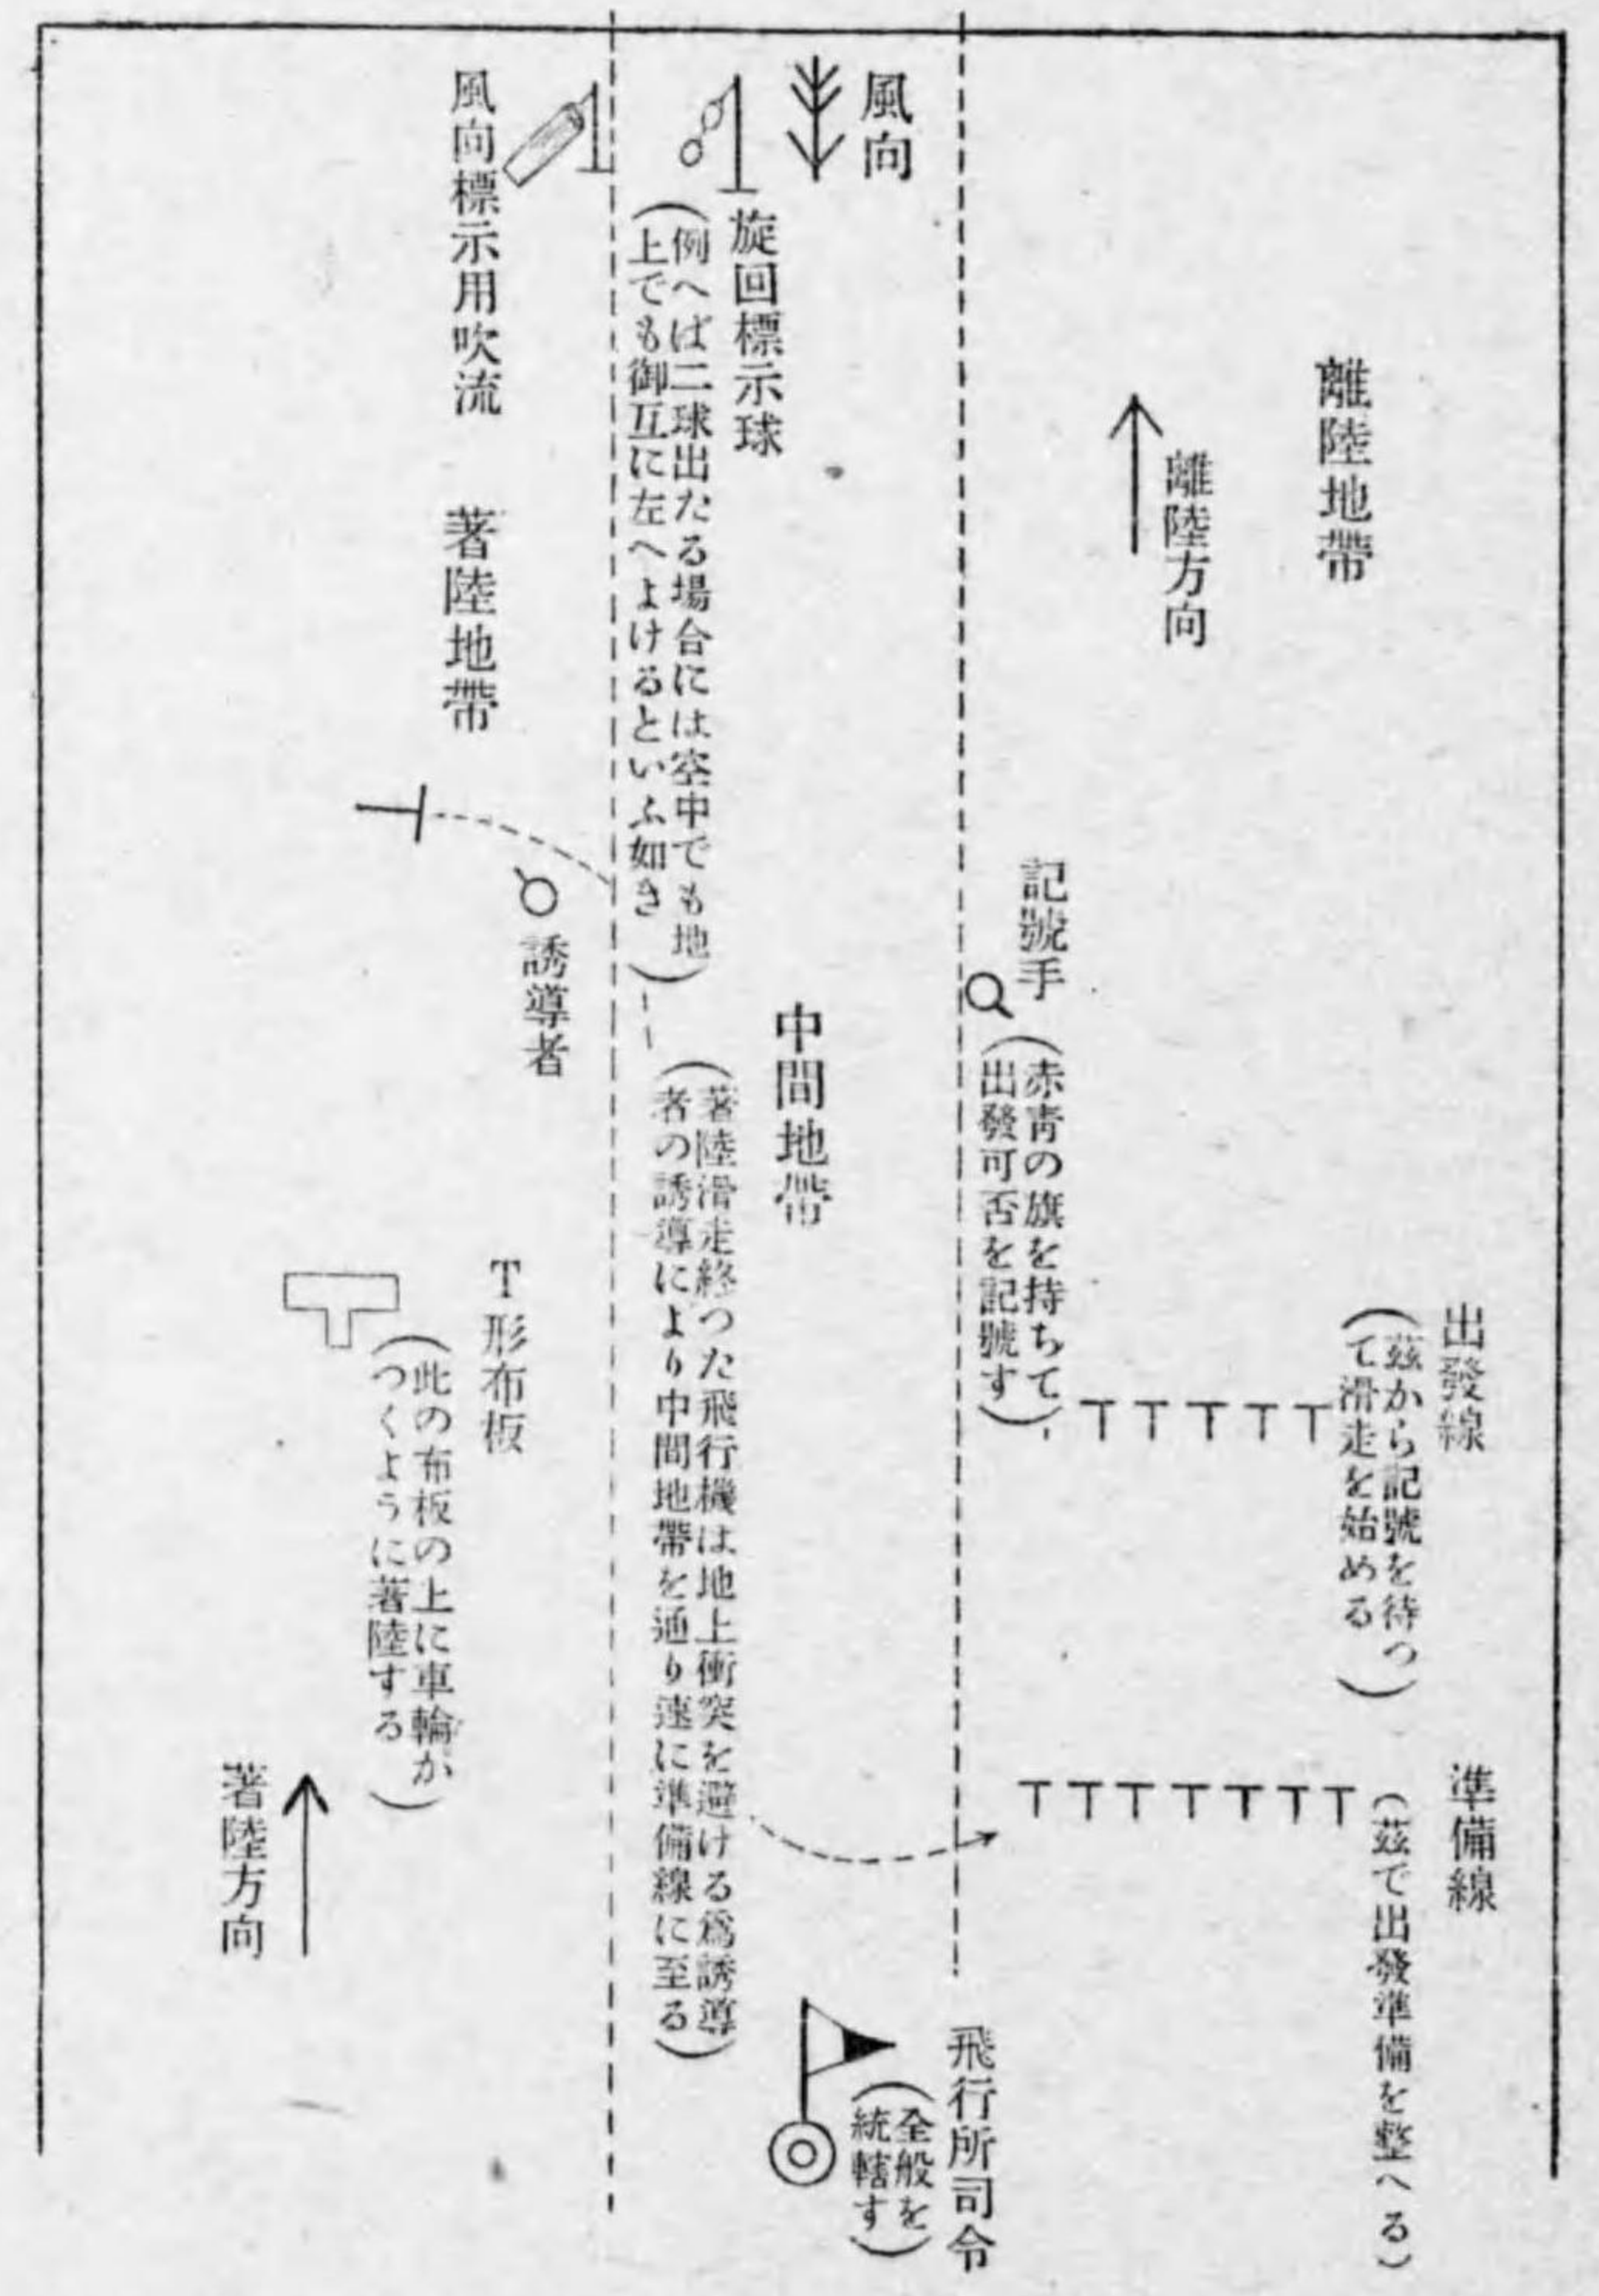 離陸地帶
離陸方向
出發線
(茲から記號を待つ
て滑走を始める)
準備線
(茲で出發準備を整へる)
記號手
(赤靑の旗を持ちて
出發可否を記號す)
飛行所司令
(全般を
統轄す)
風向
旋回標示球
(例へば二球出たる場合には空中でも地
上でも御互に左へよけるといふ如き)
中間地帶
(著陸滑走終つた飛行機は地上衝突を避ける爲誘導
者の誘導により中間地帶を通り速に準備線に至る)
風向標示用吹流
著陸地帶
誘導者
T形布板
(此の布板の上に車輪が
つくように著陸する)
著陸方向